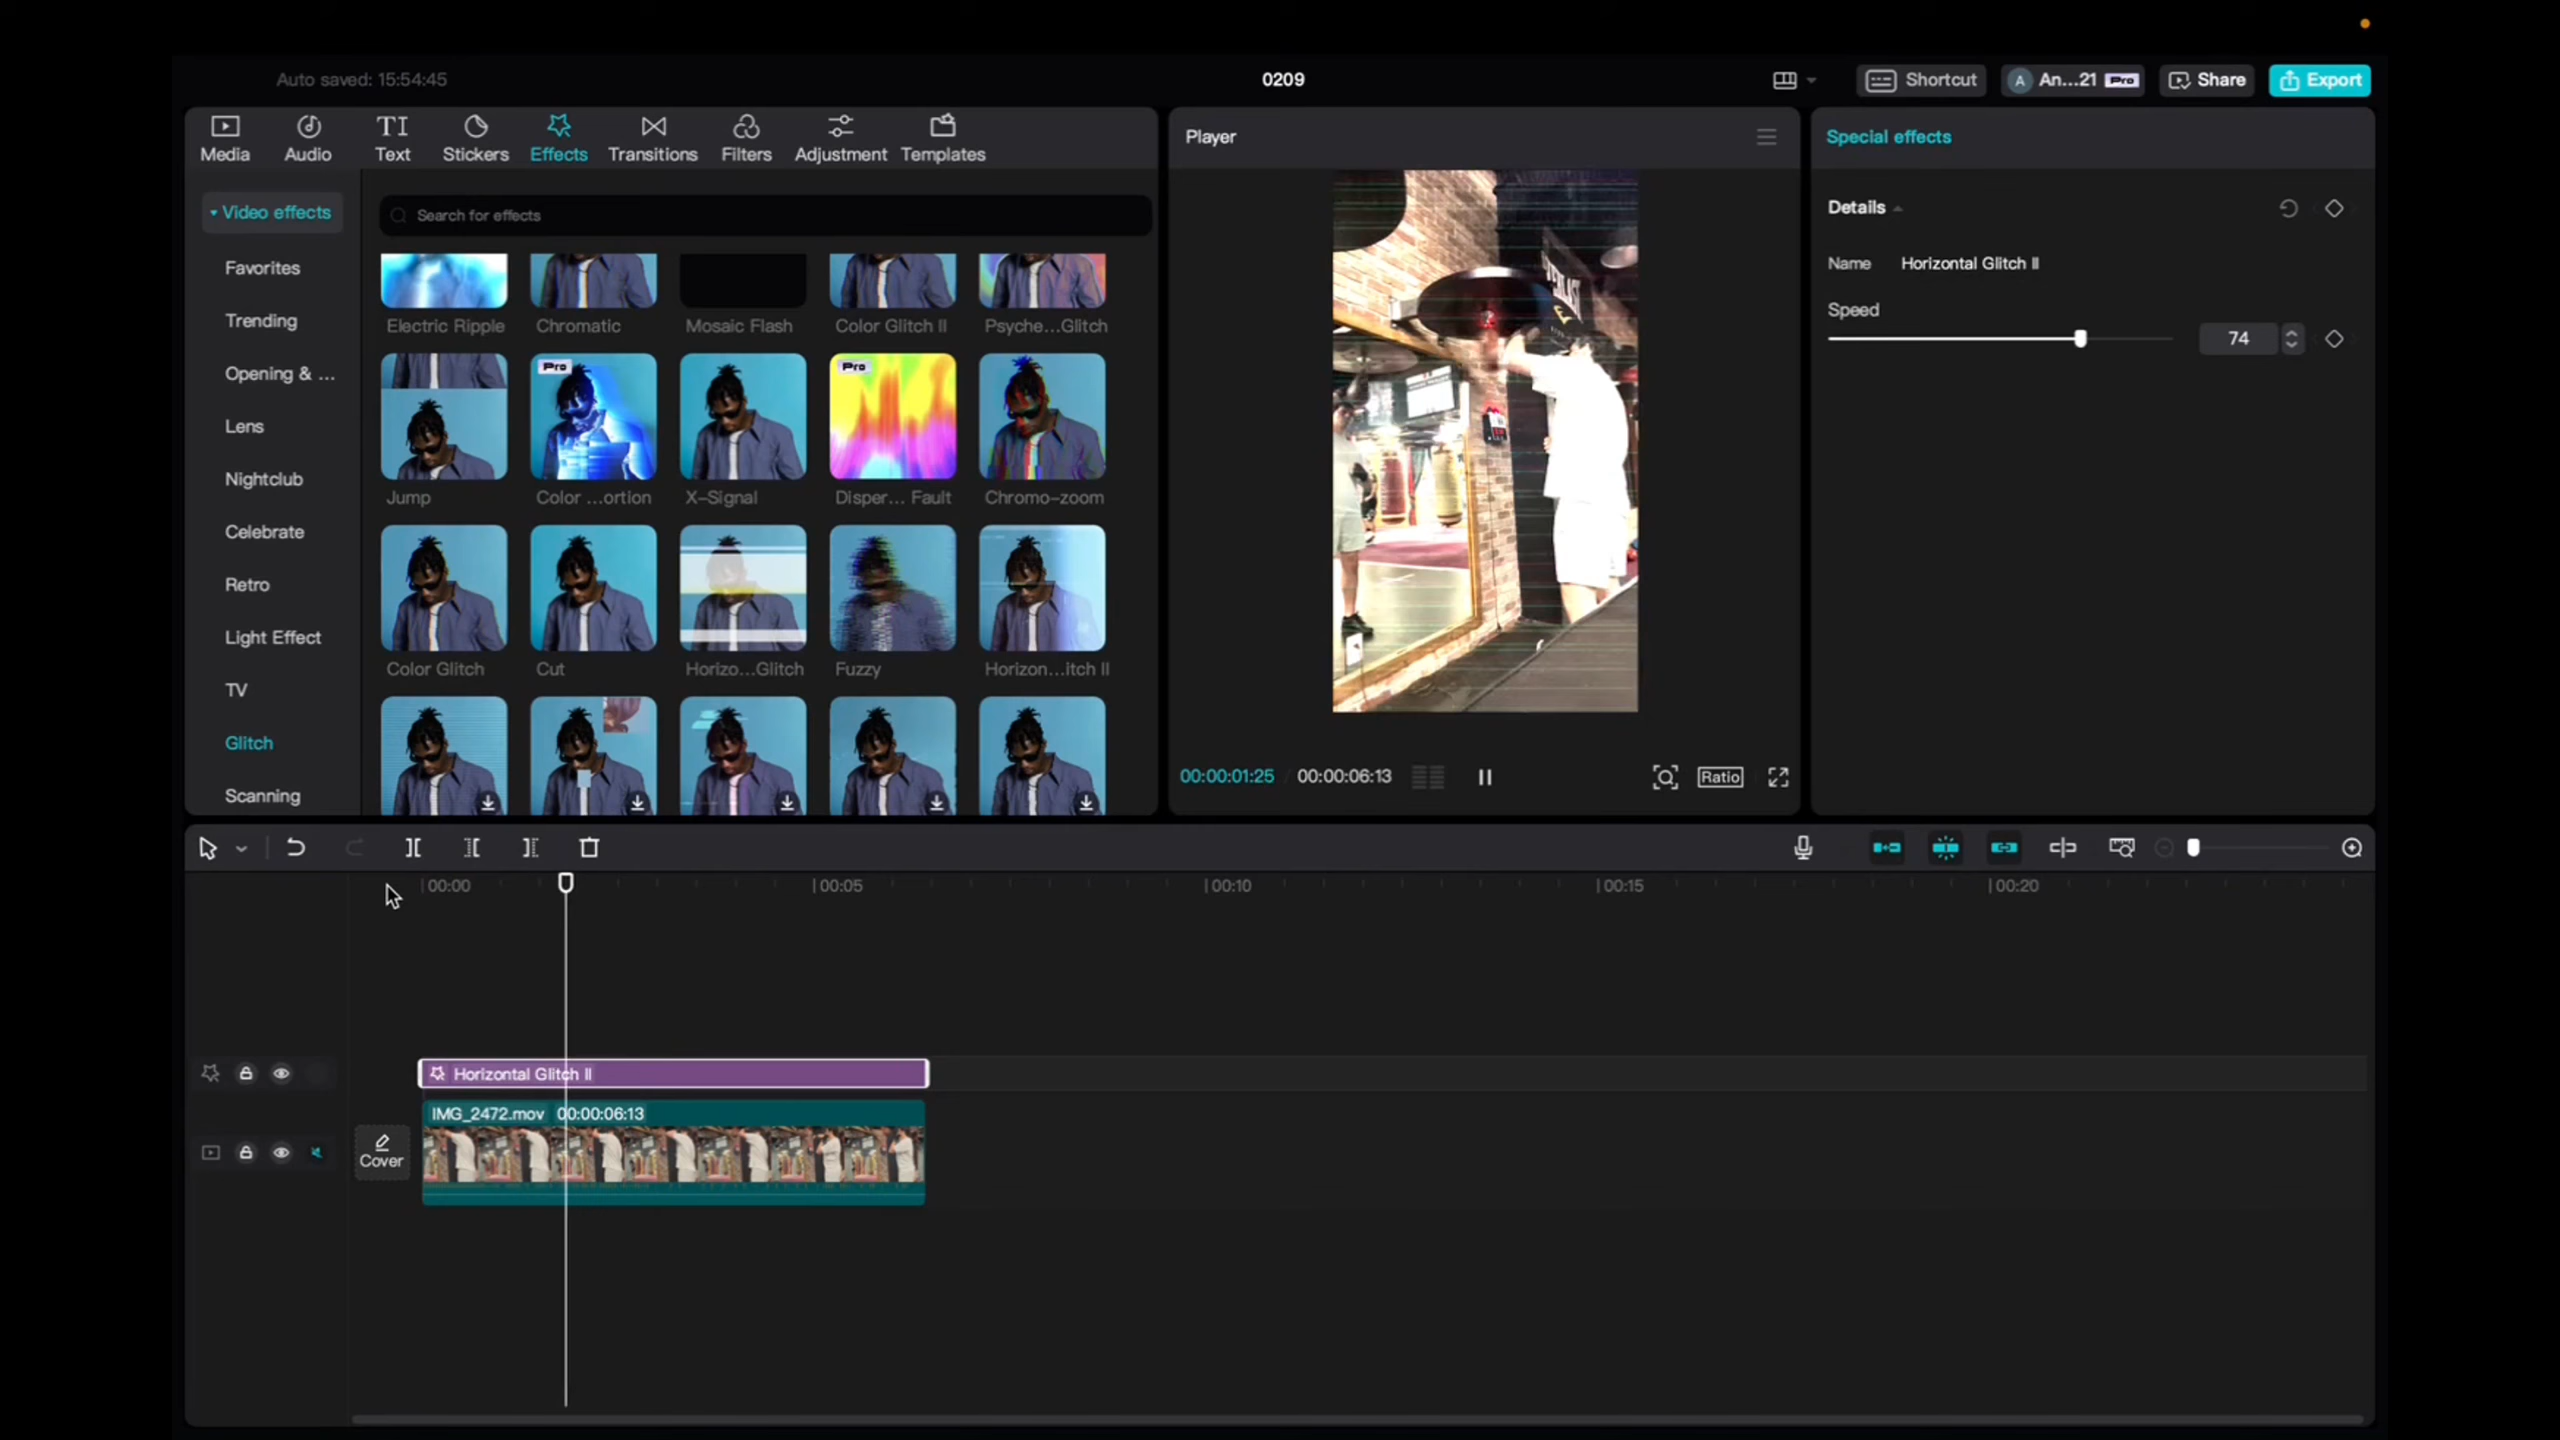 Auto saved: 15:54:45
0209
Shortcut
A An...21 Pro
Share
Export
Media
Audio
TI
Text
Stickers
Effects
Transitions
Filters
Adjustment
Templates
Video effects
Favorites
Trending
Opening & ...
Lens
Nightclub
Celebrate
Retro
Light Effect
TV
Glitch
Scanning
Search for effects
Electric Ripple
Chromatic
Mosaic Flash
Color Glitch II
Psyche...Glitch
Jump
Pro
Color ...ortion
X-Signal
Pro
Disper... Fault
Chromo-zoom
Color Glitch
Cut
Horizo...Glitch
Fuzzy
Horizon...itch II
Player
EVERLAST
00:00:01:25
00:00:06:13
Ratio
Special effects
Details
Name Horizontal Glitch II
Speed
74
00:00
00:05
00:10
00:15
00:20
Horizontal Glitch II
IMG_2472.mov 00:00:06:13
Cover